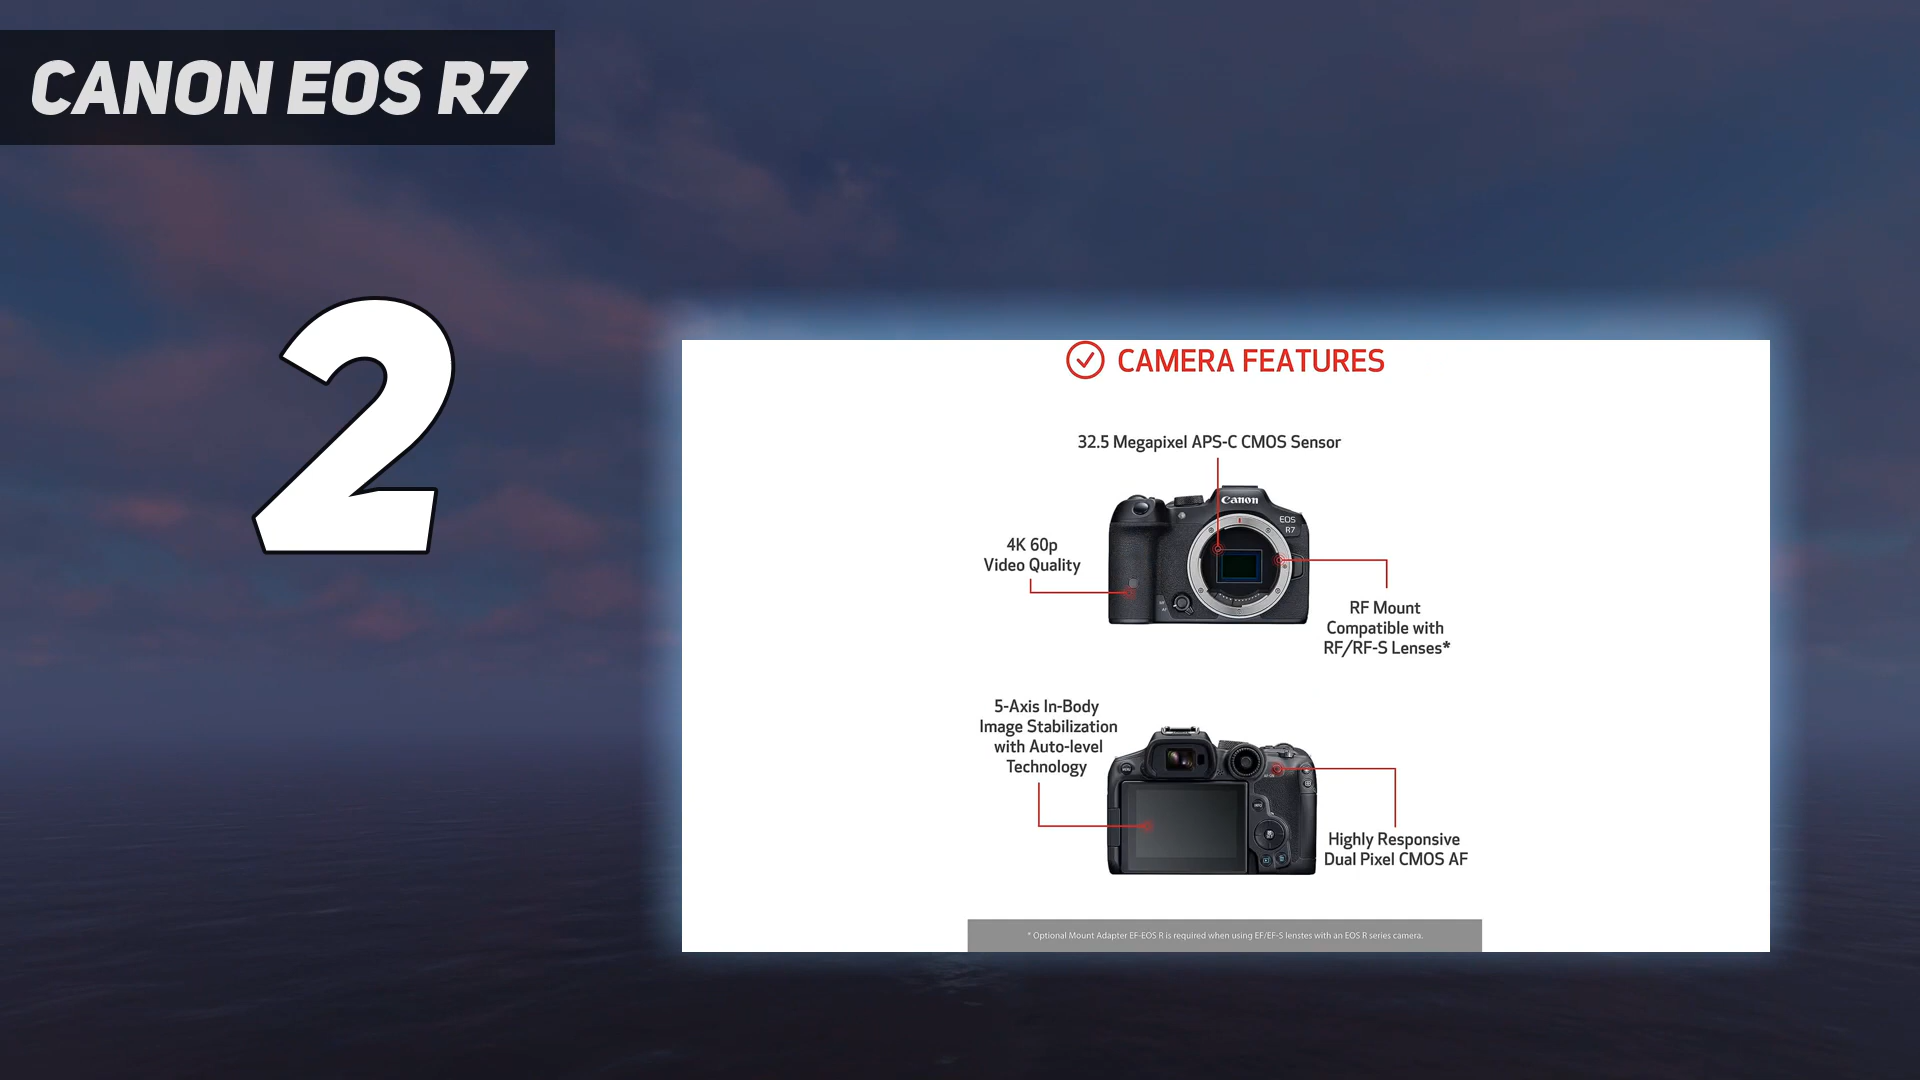 CANON EOS R7
2
CAMERA FEATURES
32.5 Megapixel APS-C CMOS Sensor
Canon
EOS
R7
4K 60p
Video Quality
RF Mount
Compatible with
RF/RF-S Lenses*
5-Axis In-Body
Image Stabilization
with Auto-level
Technology
Highly Responsive
Dual Pixel CMOS AF
* Optional Mount Adapter EF-EOS R is required when using EF/EF-S lenstes with an EOS R series camera.